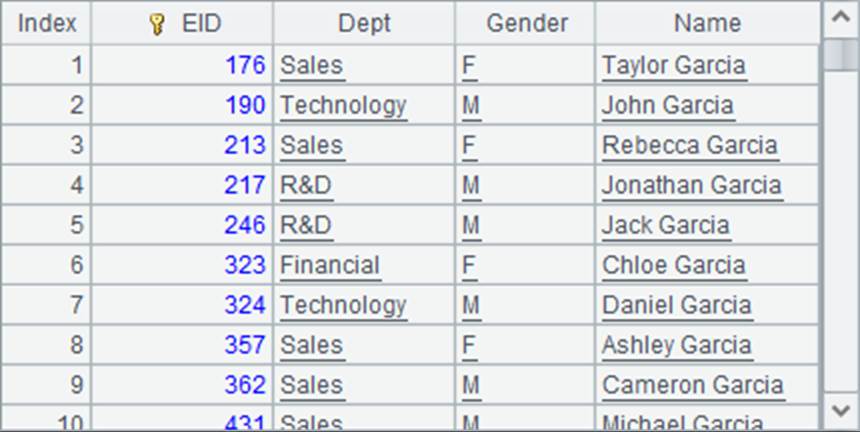 Index EID Dept Gender Name
1 176 Sales F Taylor Garcia
2 190 Technology M John Garcia
3 213 Sales F Rebecca Garcia
4 217 R&D M Jonathan Garcia
5 246 R&D M Jack Garcia
6 323 Financial F Chloe Garcia
7 324 Technology M Daniel Garcia
8 357 Sales F Ashley Garcia
9 362 Sales M Cameron Garcia
10 431 Sales M Michael Garcia